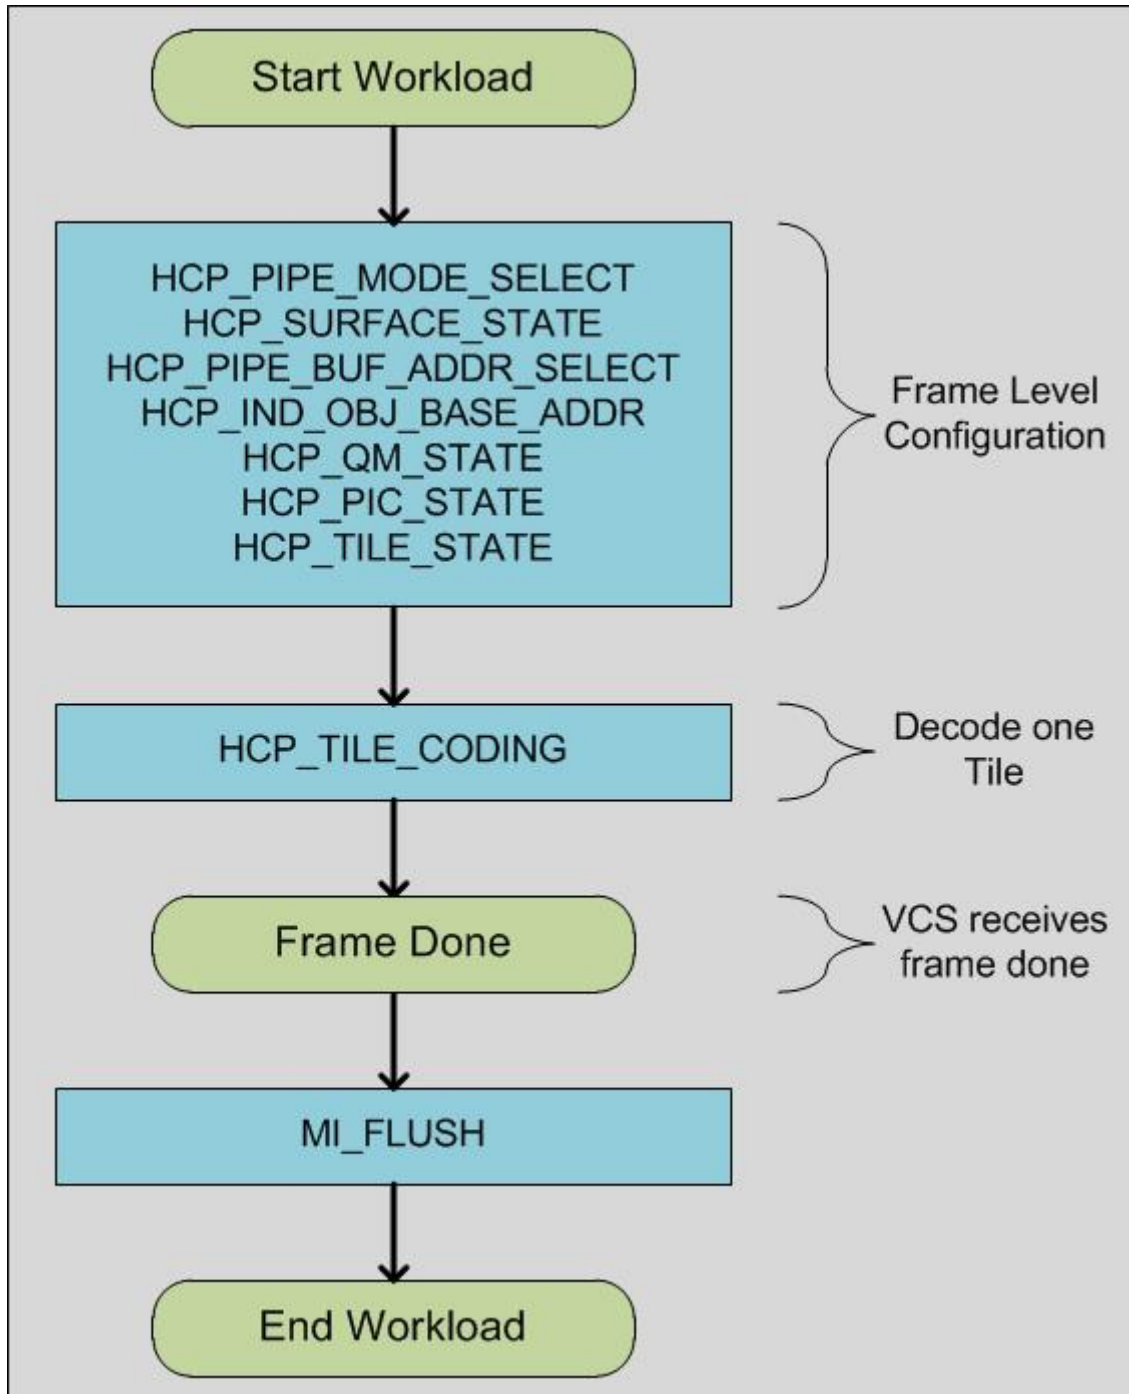 Start Workload
HCP_PIPE_MODE_SELECT
HCP_SURFACE_STATE
HCP_PIPE_BUF_ADDR_SELECT
HCP_IND_OBJ_BASE_ADDR
HCP_QM_STATE
HCP_PIC_STATE
HCP_TILE_STATE
Frame Level
Configuration
HCP_TILE_CODING
Decode one
Tile
Frame Done
VCS receives
frame done
MI_FLUSH
End Workload